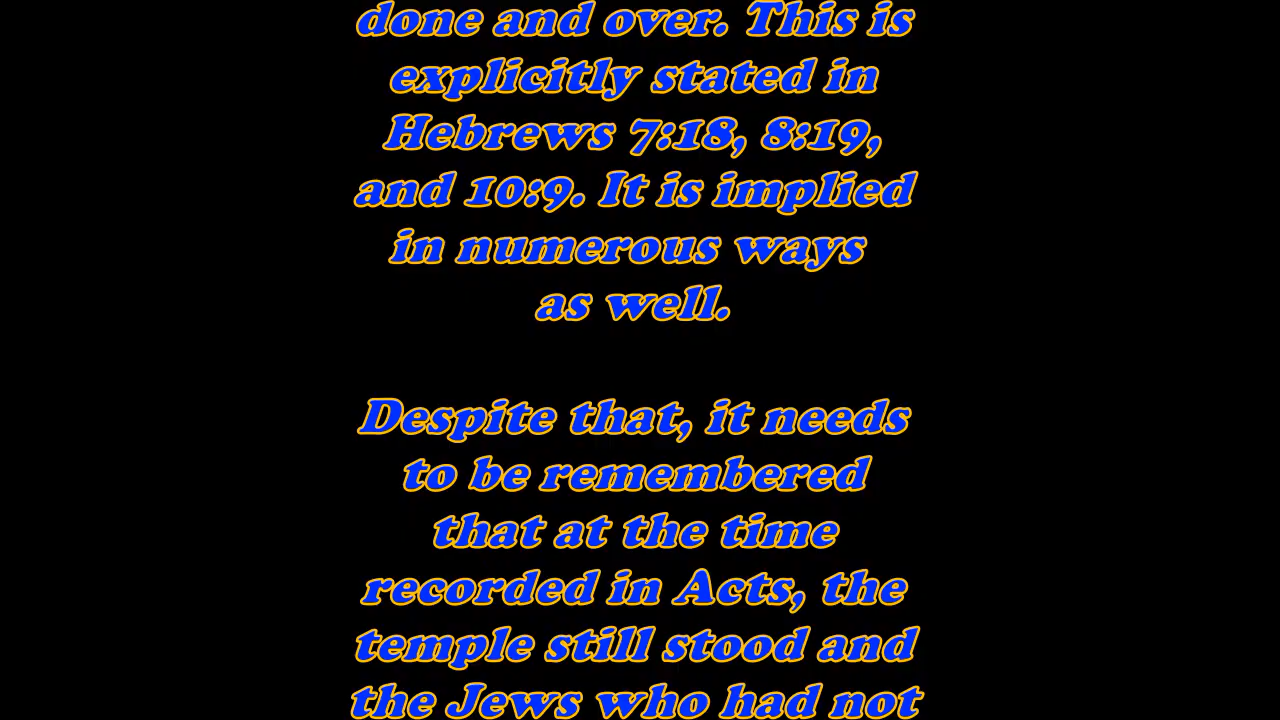 done and over. This is
explicitly stated in
Hebrews 7:18, 8:19,
and 10:9. It is implied
in numerous ways
as well.
Despite that, it needs
to be remembered
that at the time
recorded in Acts, the
temple still stood and
the Jews who had not